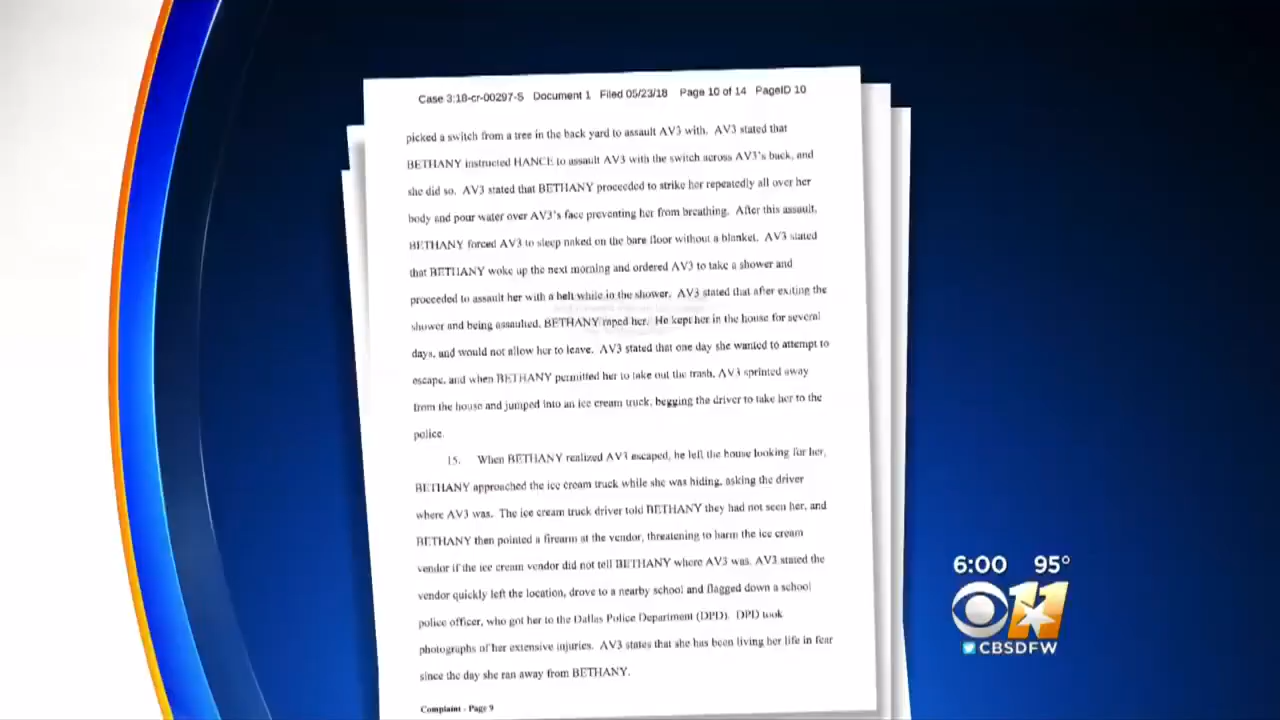 Case 3:18-cr-00297-S Document 1 Filed 05/23/18 Page 10 of 14 PageID 10
picked a switch from a tree in the back yard to assault AV3 with. AV3 stated that
BETHANY instructed HANCE to assault AV3 with the switch across AV3's back, and
she did so. AV3 stated that BETHANY proceeded to strike her repeatedly all over her
body and pour water over AV3's face preventing her from breathing. After this assault,
BETHANY forced AV3 to sleep naked on the bare floor without a blanket. AV3 stated
that BETHANY woke up the next morning and ordered AV3 to take a shower and
proceeded to assault her with a belt while in the shower. AV3 stated that after exiting the
shower and being assaulted, BETHANY raped her. He kept her in the house for several
days, and would not allow her to leave. AV3 stated that one day she wanted to attempt to
escape, and when BETHANY permitted her to take out the trash, AV3 sprinted away
from the house and jumped into an ice cream truck, begging the driver to take her to the
police.
15. When BETHANY realized AV3 escaped, he left the house looking for her,
BETHANY approached the ice cream truck while she was hiding, asking the driver
where AV3 was. The ice cream truck driver told BETHANY they had not seen her, and
BETHANY then pointed a firearm at the vendor, threatening to harm the ice cream
vendor if the ice cream vendor did not tell BETHANY where AV3 was. AV3 stated the
vendor quickly left the location, drove to a nearby school and flagged down a school
police officer, who got her to the Dallas Police Department (DPD). DPD took
photographs of her extensive injuries. AV3 states that she has been living her life in fear
since the day she ran away from BETHANY.
Complaint - Page 9
6:00 95°
11
CBSDFW